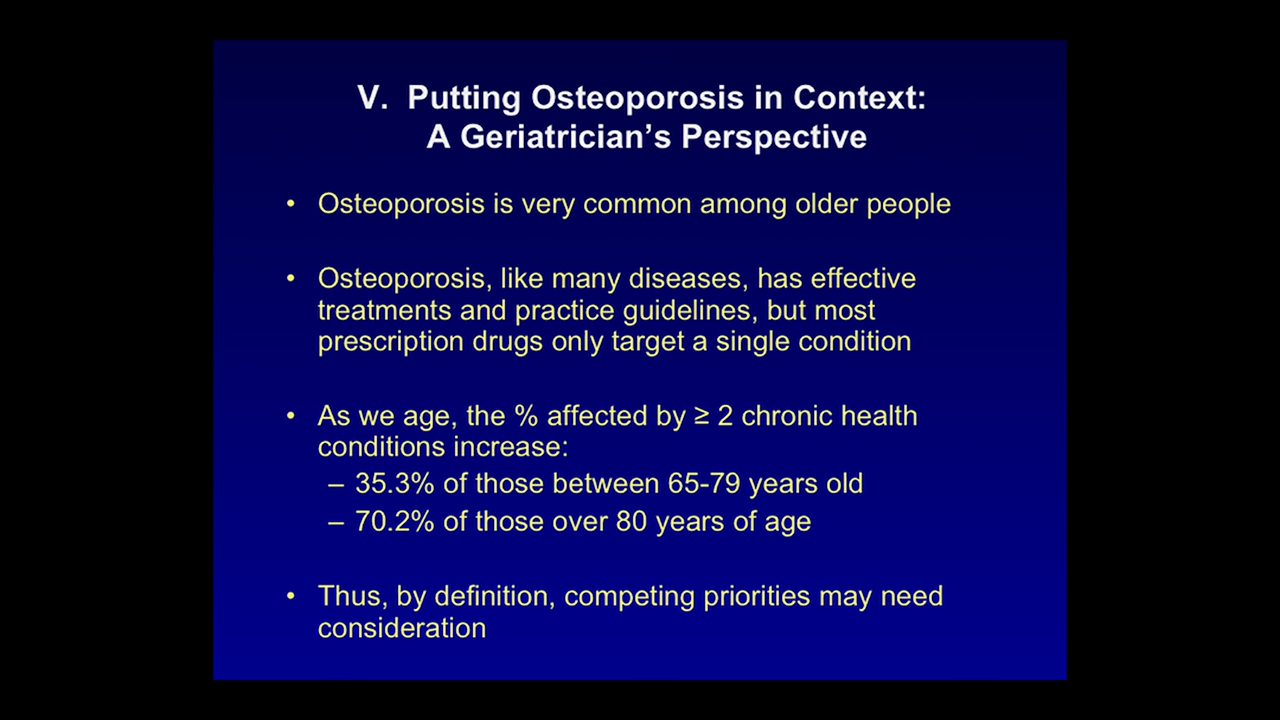 V. Putting Osteoporosis in Context:
A Geriatrician's Perspective
• Osteoporosis is very common among older people
• Osteoporosis, like many diseases, has effective
treatments and practice guidelines, but most
prescription drugs only target a single condition
• As we age, the % affected by ≥ 2 chronic health
conditions increase:
– 35.3% of those between 65-79 years old
– 70.2% of those over 80 years of age
• Thus, by definition, competing priorities may need
consideration